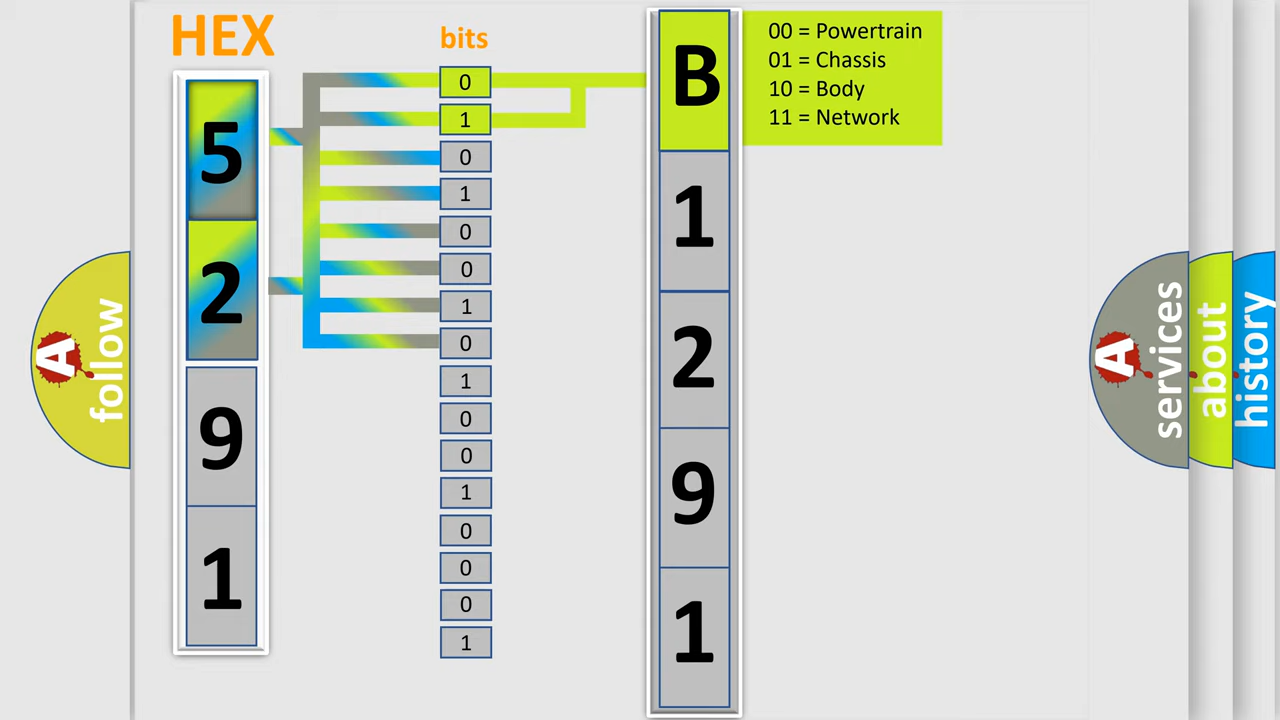 HEX
bits
5
2
9
1
0
1
0
1
0
0
1
0
1
0
0
1
0
0
0
1
B
1
2
9
1
00 = Powertrain
01 = Chassis
10 = Body
11 = Network
A
follow
A
services
about
history